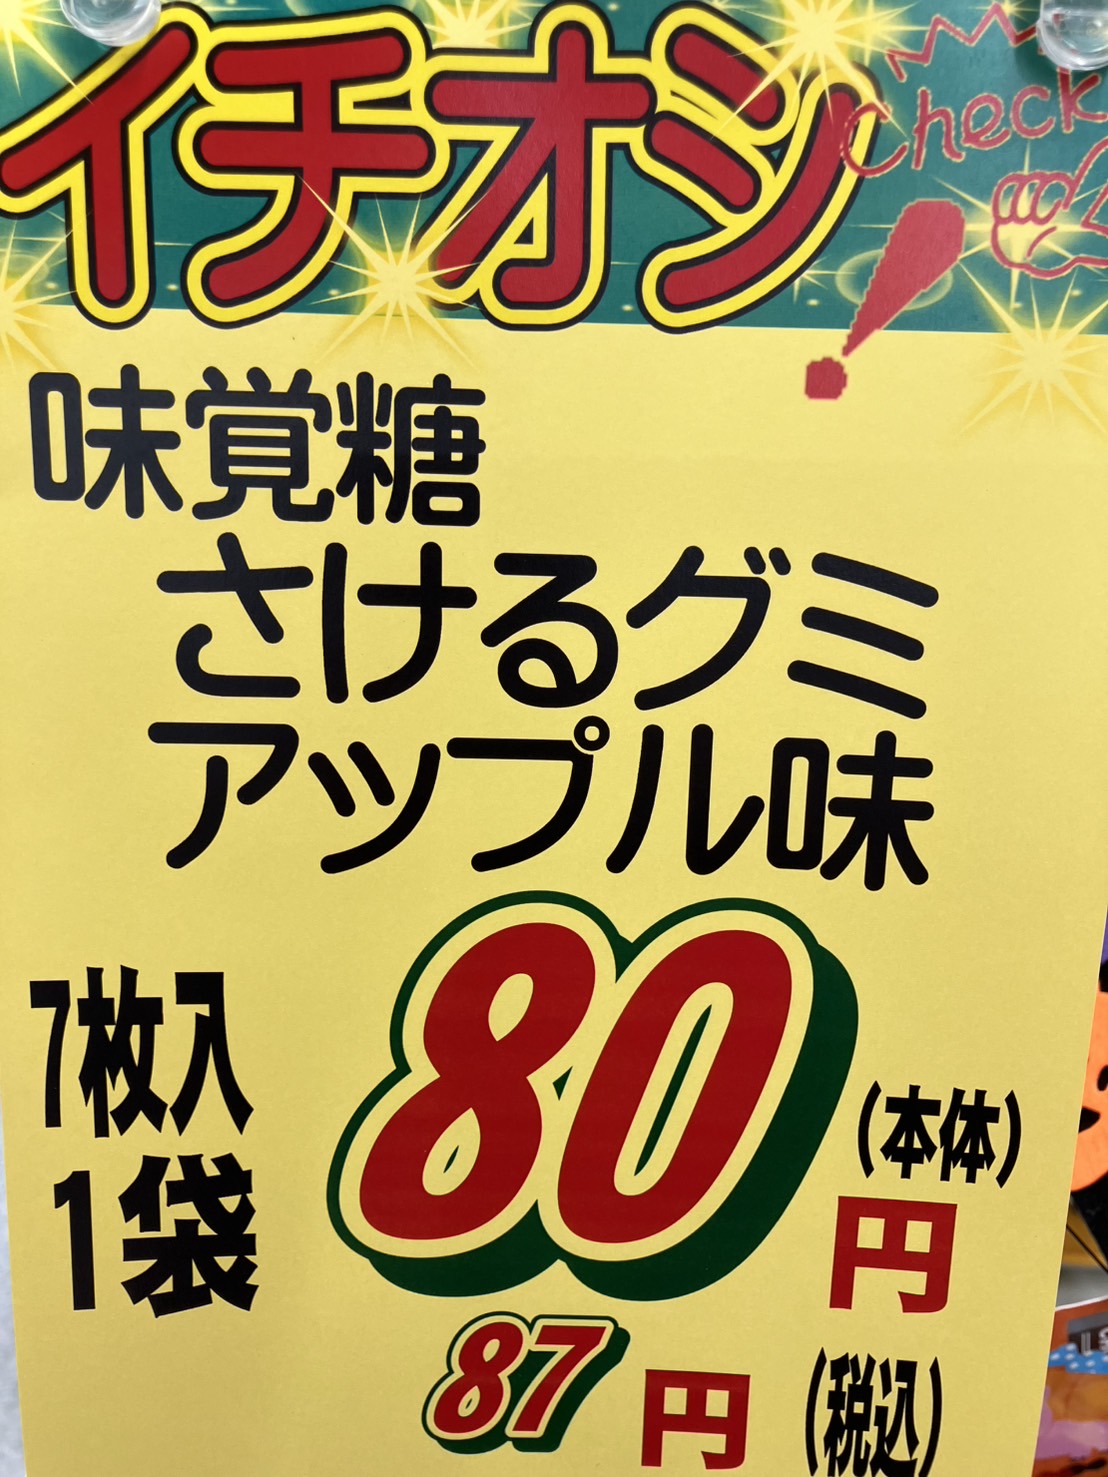 イチオシ
Check
!
味覚糖
さけるグミ
アップル味
7枚入
1袋
80
(本体)
円
87円
(税込)